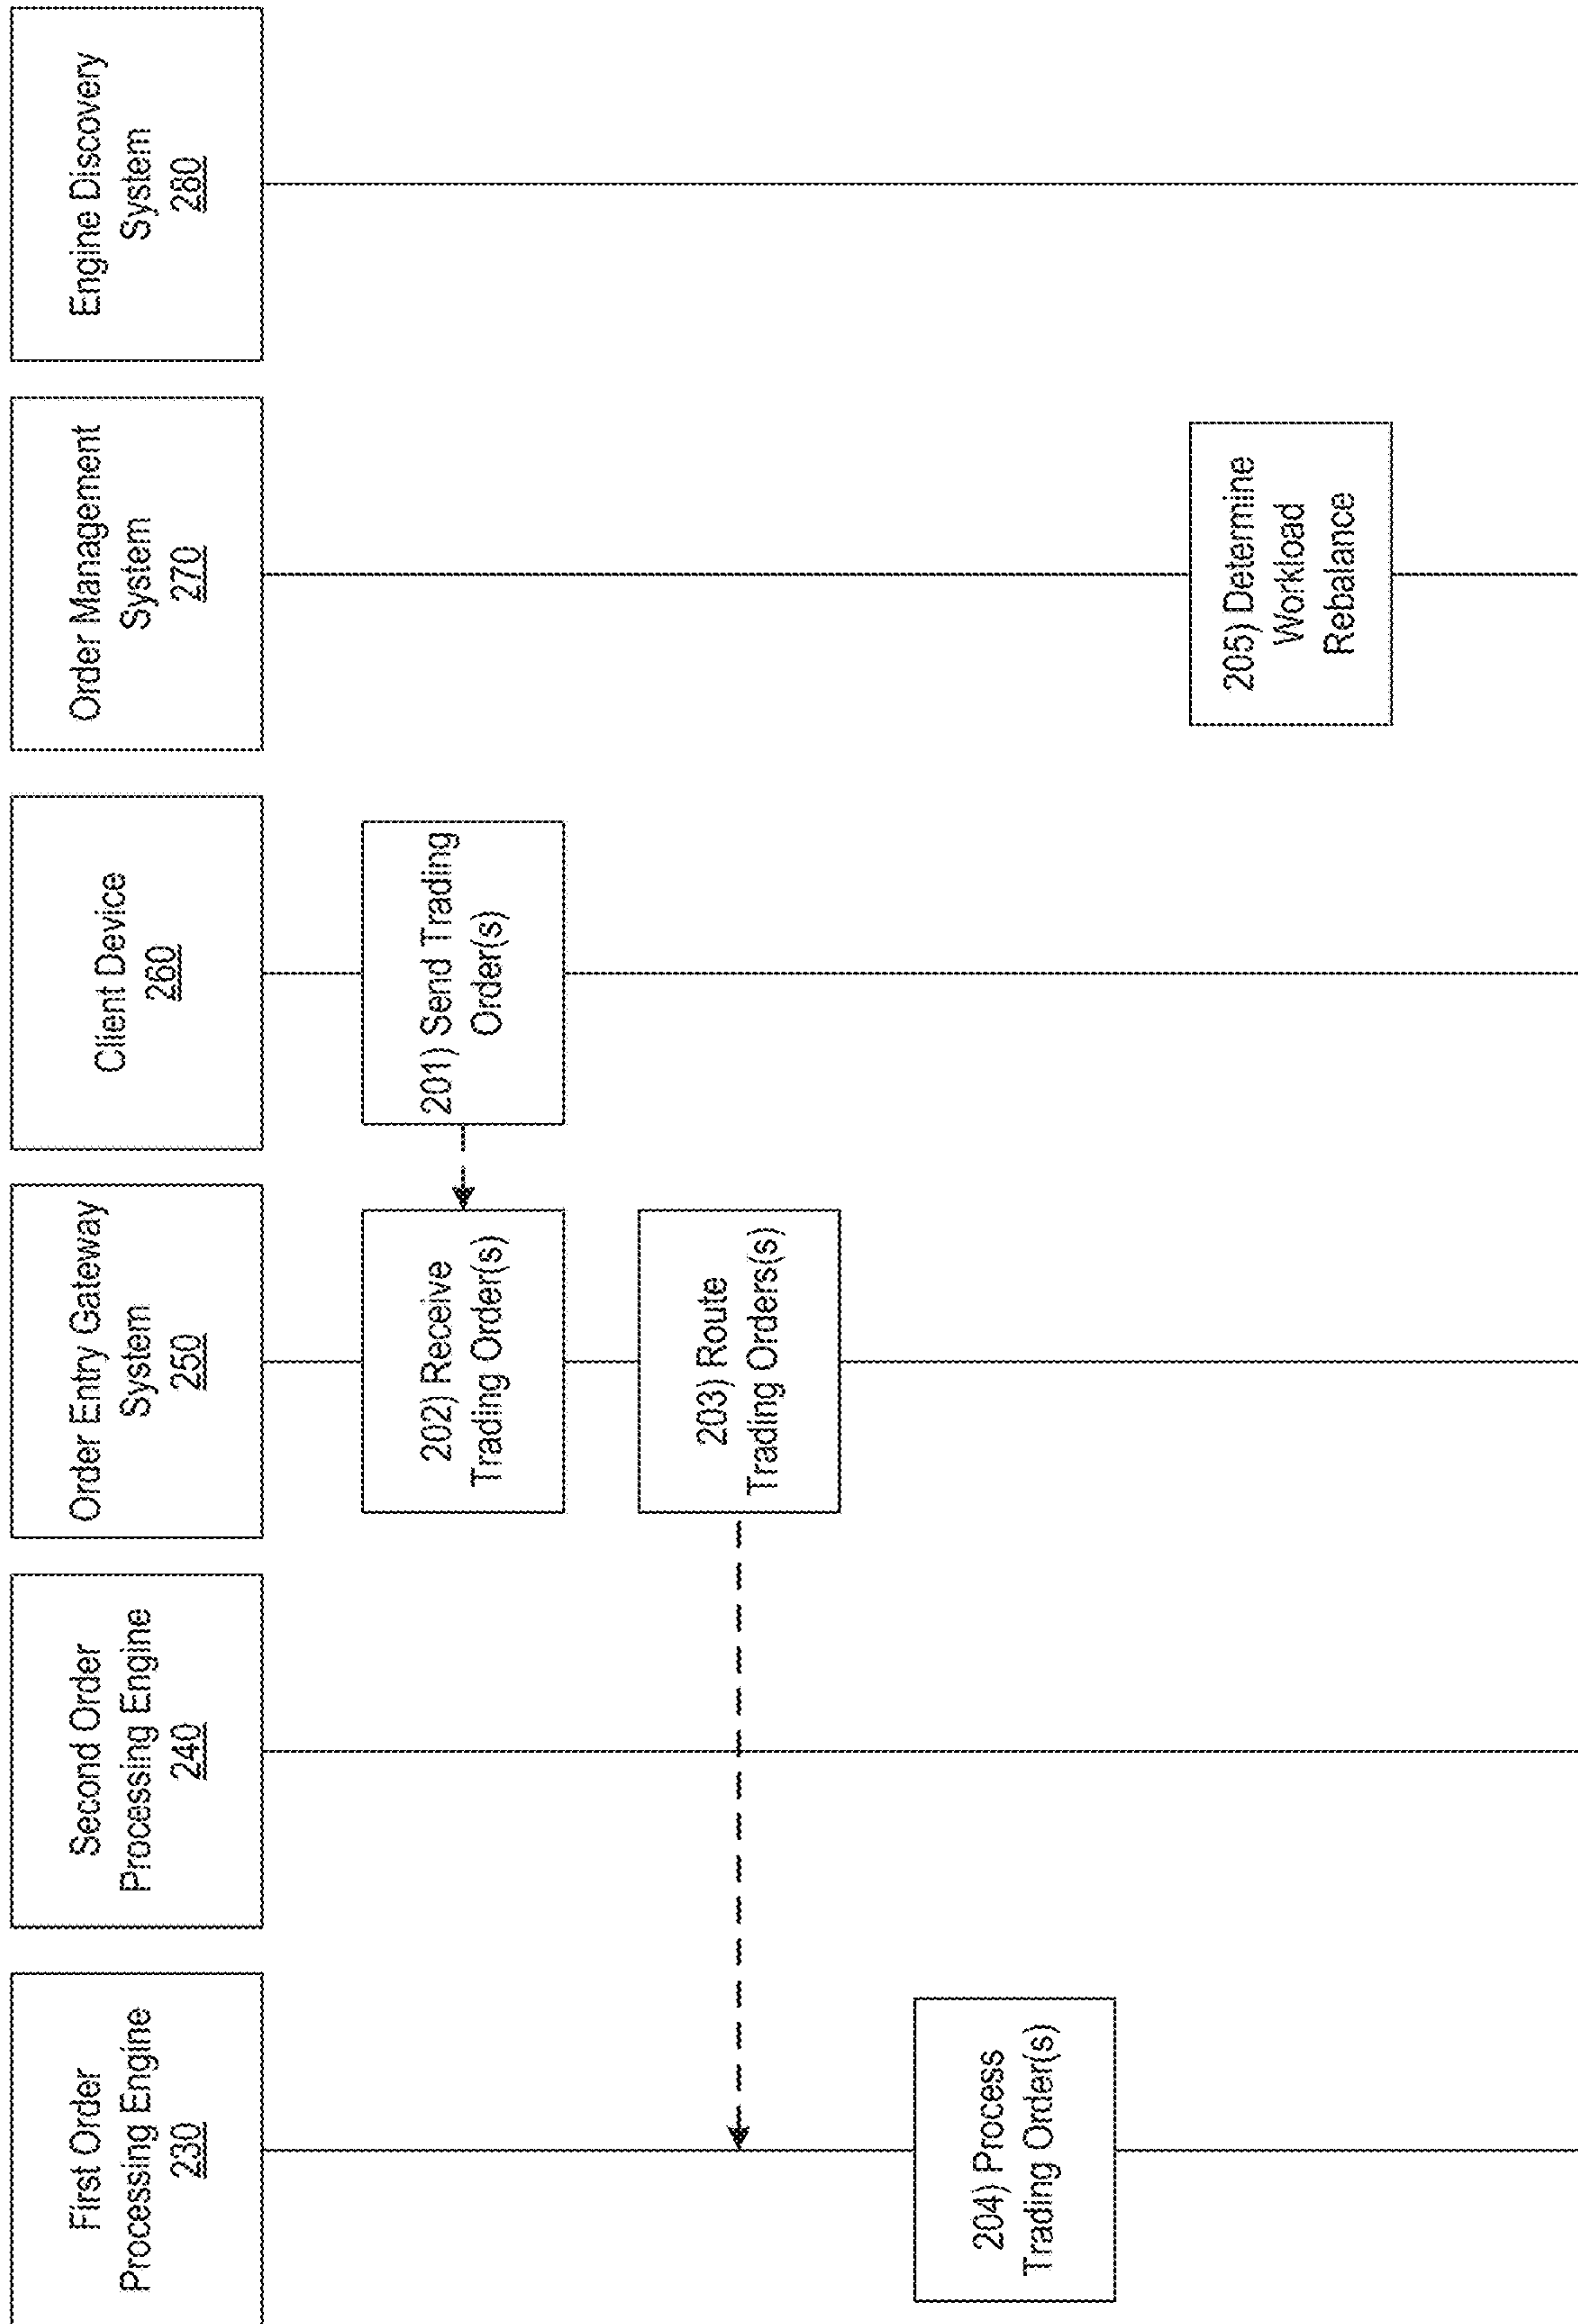 First Order
Processing Engine
230
Second Order
Processing Engine
240
Order Entry Gateway
System
250
Client Device
260
Order Management
System
270
Engine Discovery
System
280
202) Receive
Trading Order(s)
201) Send Trading
Order(s)
203) Route
Trading Orders(s)
204) Process
Trading Order(s)
205) Determine
Workload
Rebalance